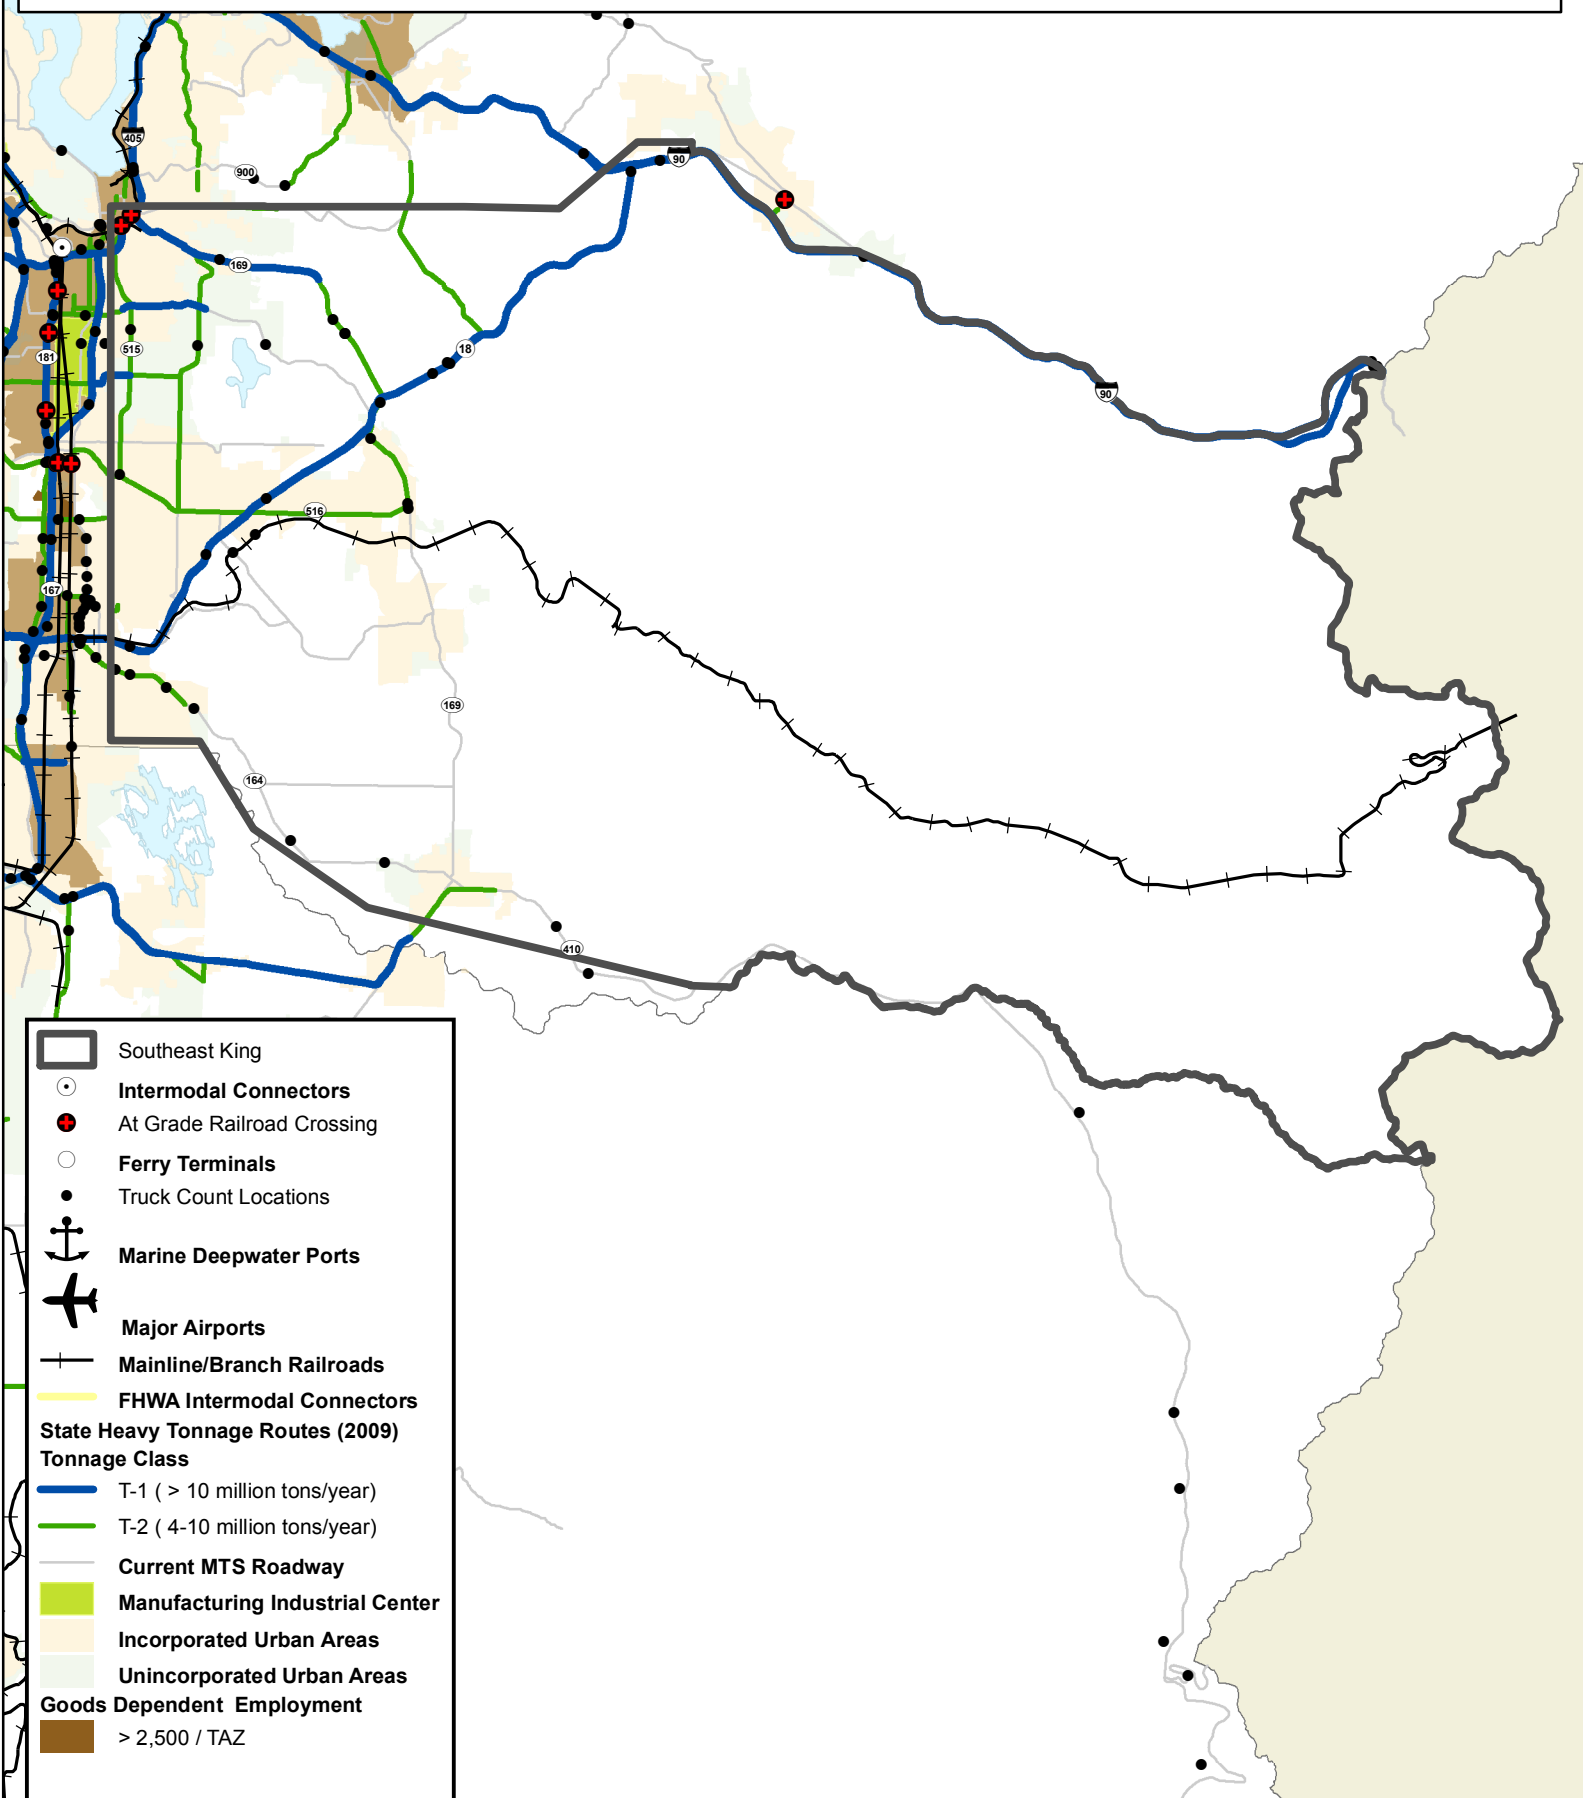 405
900
90
169
18
515
181
90
516
167
169
164
410
Southeast King
Intermodal Connectors
At Grade Railroad Crossing
Ferry Terminals
Truck Count Locations
Marine Deepwater Ports
Major Airports
Mainline/Branch Railroads
FHWA Intermodal Connectors
State Heavy Tonnage Routes (2009)
Tonnage Class
T-1 ( > 10 million tons/year)
T-2 ( 4-10 million tons/year)
Current MTS Roadway
Manufacturing Industrial Center
Incorporated Urban Areas
Unincorporated Urban Areas
Goods Dependent Employment
> 2,500 / TAZ